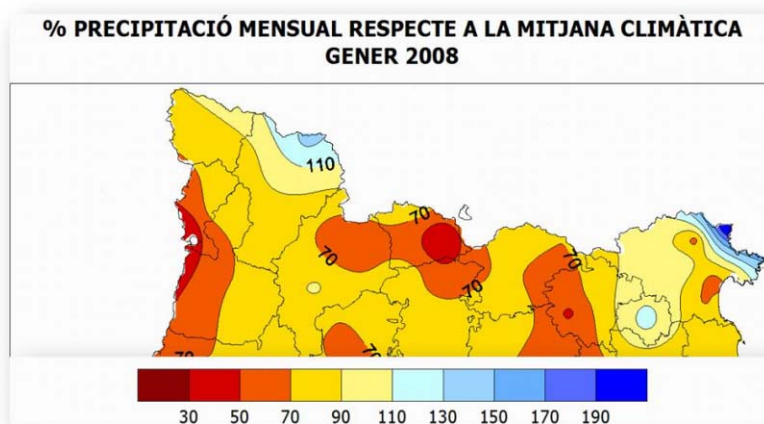 % PRECIPITACIÓ MENSUAL RESPECTE A LA MITJANA CLIMÀTICA
GENER 2008
110
70
70
70
70
70
70
30 50 70 90 110 130 150 170 190